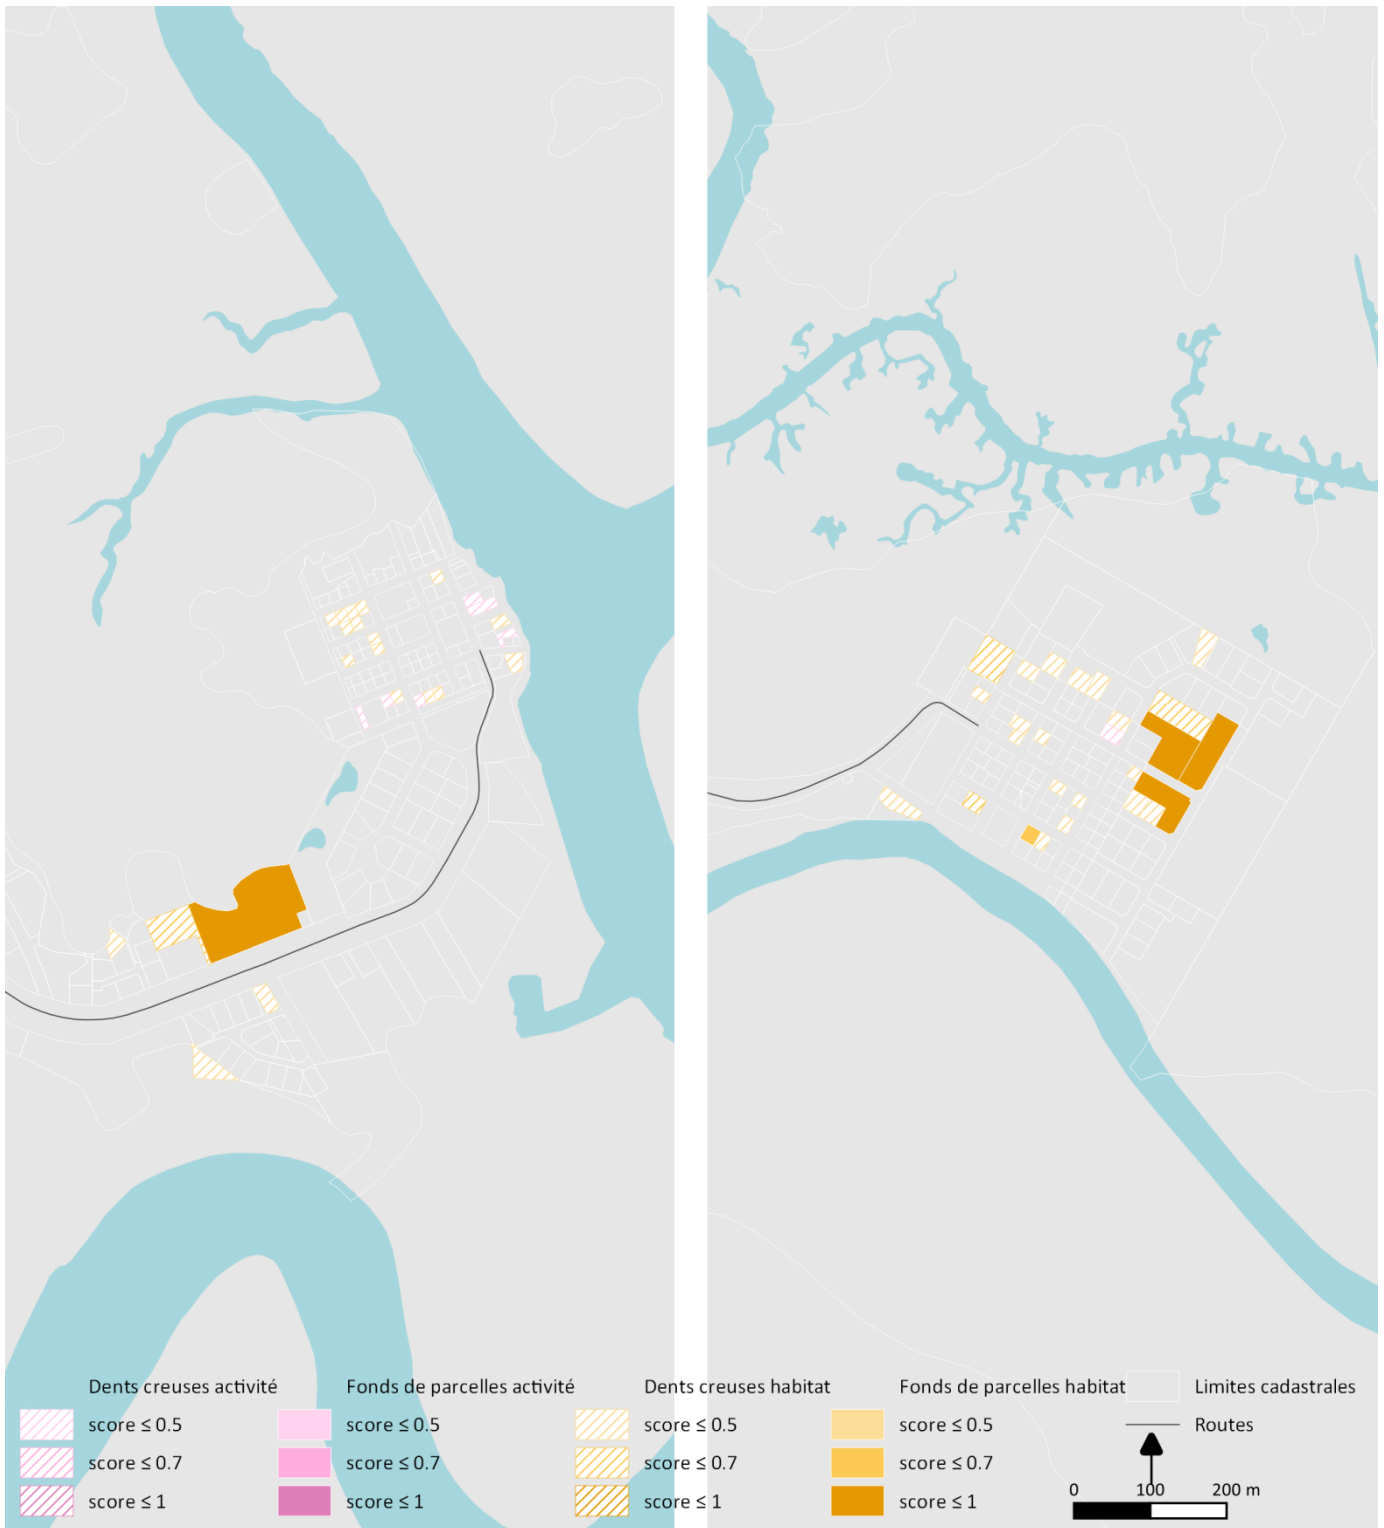 Dents creuses activité
score ≤ 0.5
score ≤ 0.7
score ≤ 1
Fonds de parcelles activité
score ≤ 0.5
score ≤ 0.7
score ≤ 1
Dents creuses habitat
score ≤ 0.5
score ≤ 0.7
score ≤ 1
Fonds de parcelles habitat
score ≤ 0.5
score ≤ 0.7
score ≤ 1
Limites cadastrales
Routes
0 100 200 m